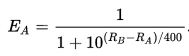 E_A = \frac{1}{1 + 10^{(R_B - R_A)/400}}.